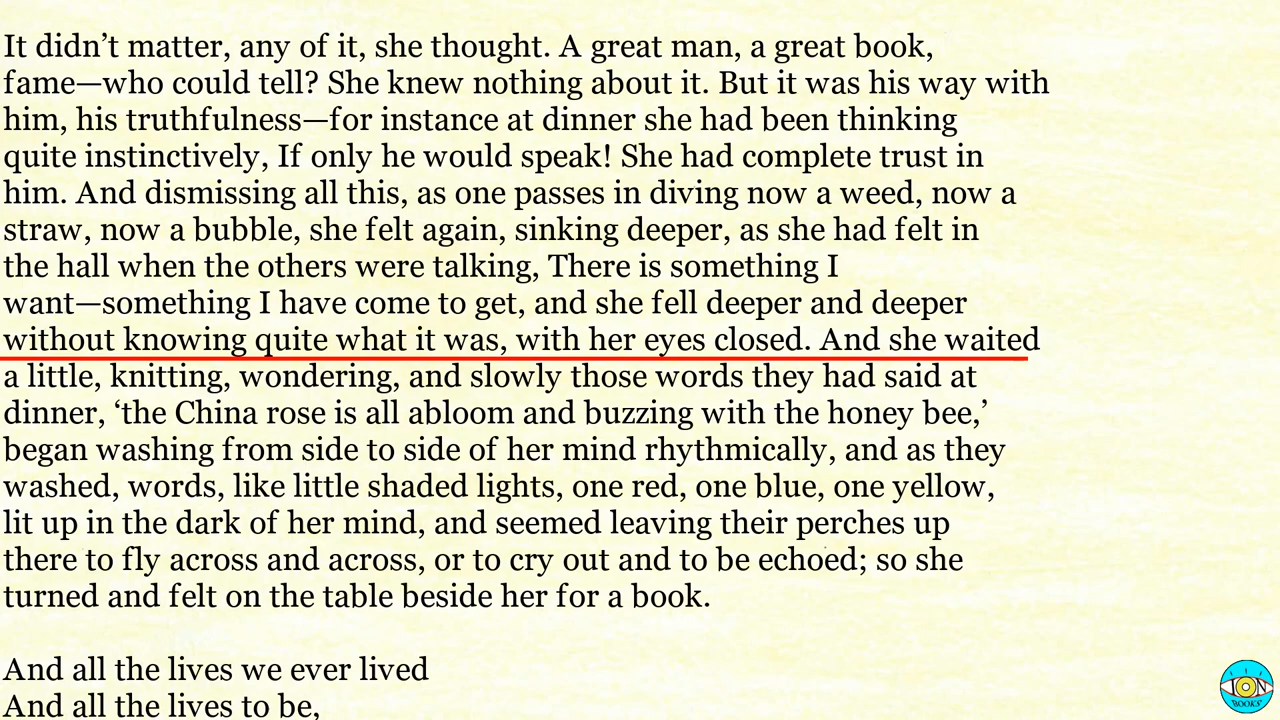 It didn’t matter, any of it, she thought. A great man, a great book,
fame—who could tell? She knew nothing about it. But it was his way with
him, his truthfulness—for instance at dinner she had been thinking
quite instinctively, If only he would speak! She had complete trust in
him. And dismissing all this, as one passes in diving now a weed, now a
straw, now a bubble, she felt again, sinking deeper, as she had felt in
the hall when the others were talking, There is something I
want—something I have come to get, and she fell deeper and deeper
without knowing quite what it was, with her eyes closed. And she waited
a little, knitting, wondering, and slowly those words they had said at
dinner, ‘the China rose is all abloom and buzzing with the honey bee,’
began washing from side to side of her mind rhythmically, and as they
washed, words, like little shaded lights, one red, one blue, one yellow,
lit up in the dark of her mind, and seemed leaving their perches up
there to fly across and across, or to cry out and to be echoed; so she
turned and felt on the table beside her for a book.
And all the lives we ever lived
And all the lives to be,
ION
BOOKS